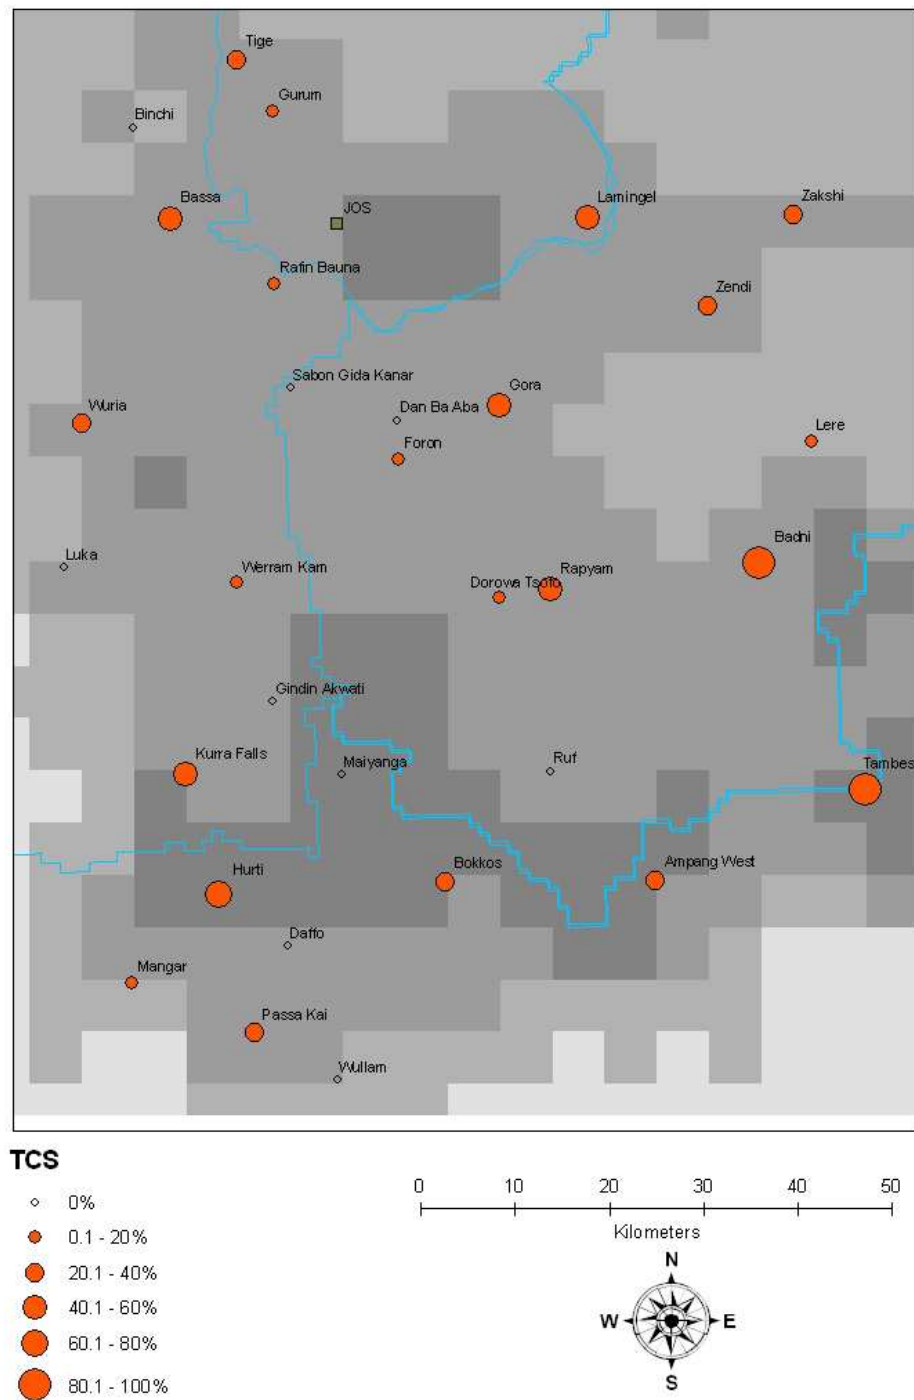 Tige
Gurum
Binchi
Bassa
JOS
Lamingel
Zakshi
Rafin Bauna
Zendi
Sabon Gida Kanar
Gora
Wuria
Dan Ba Aba
Lere
Foron
Badni
Luka
Werram Kam
Rapyam
Dorowa Tsofo
Gindin Akwati
Kurra Falls
Maiyanga
Ruf
Tambes
Hurti
Bokkos
Ampang West
Daffo
Mangar
Passa Kai
Wullam
TCS
0%
0.1 - 20%
20.1 - 40%
40.1 - 60%
60.1 - 80%
80.1 - 100%
0 10 20 30 40 50
Kilometers
N
W E
S